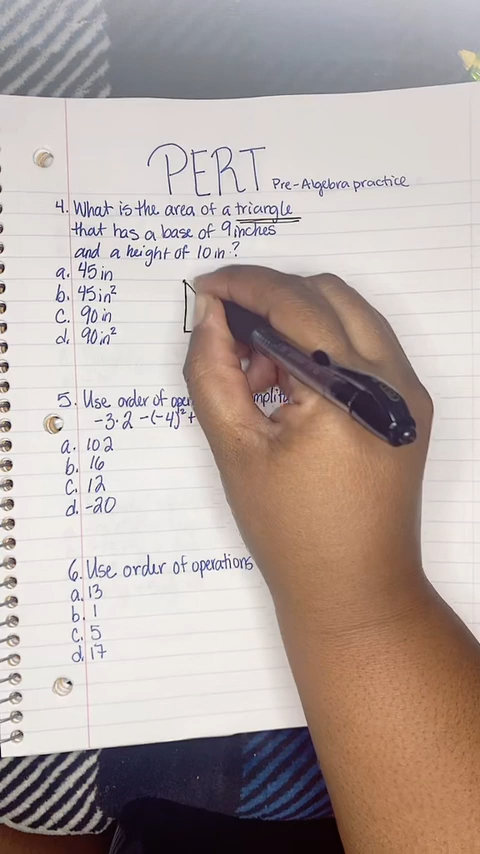 PERT Pre-Algebra practice
4. What is the area of a triangle
that has a base of 9 inches
and a height of 10 in?
a. 45 in
b. 45 in²
c. 90 in
d. 90 in²
5. Use order of
-3·2 -(-4)² +
a. 102
b. 16
c. 12
d. -20
6. Use order of operations
a. 13
b. 1
c. 5
d. 17